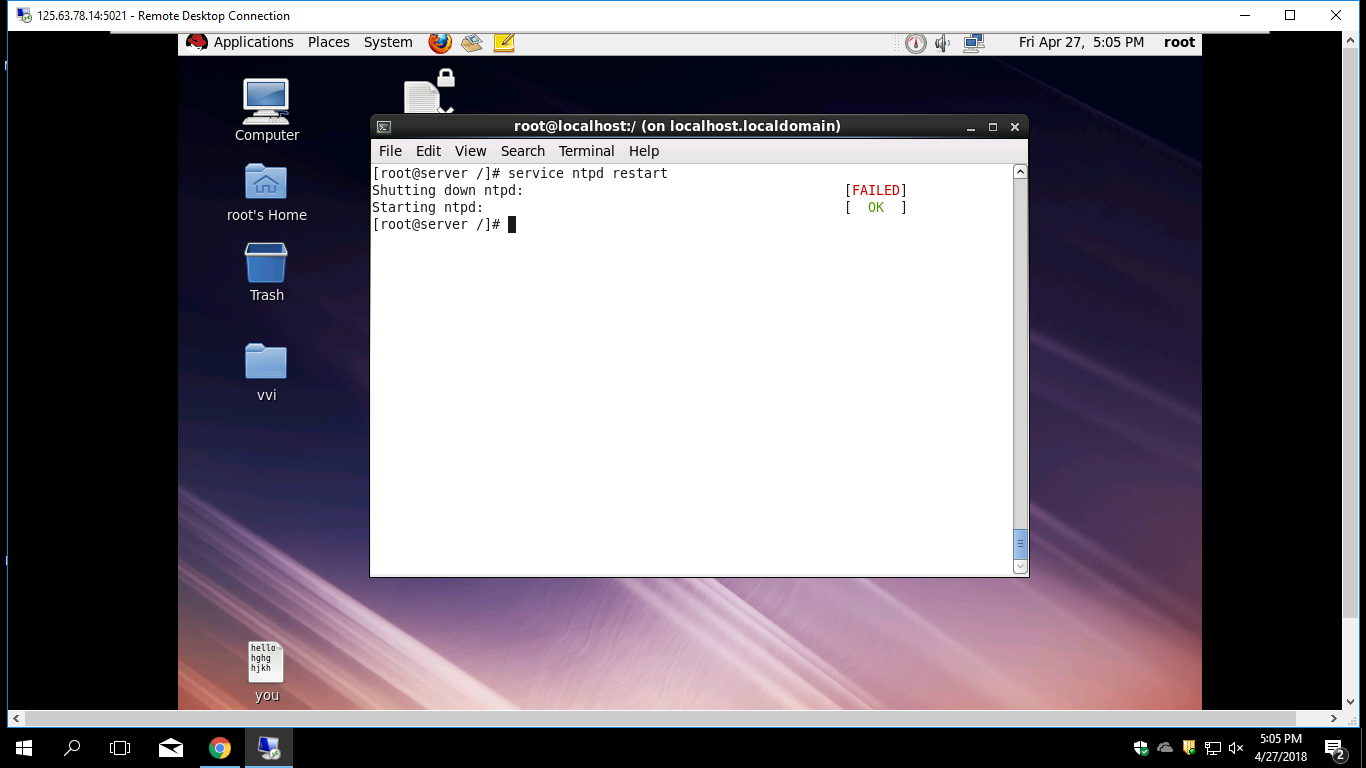 125.63.78.14:5021 - Remote Desktop Connection
Applications Places System Fri Apr 27, 5:05 PM root
Computer
root's Home
Trash
vvi
hello
hghg
hjkh
you
root@localhost:/ (on localhost.localdomain)
File Edit View Search Terminal Help
[root@server /]# service ntpd restart
Shutting down ntpd: [FAILED]
Starting ntpd: [ OK ]
[root@server /]#
5:05 PM
4/27/2018
2